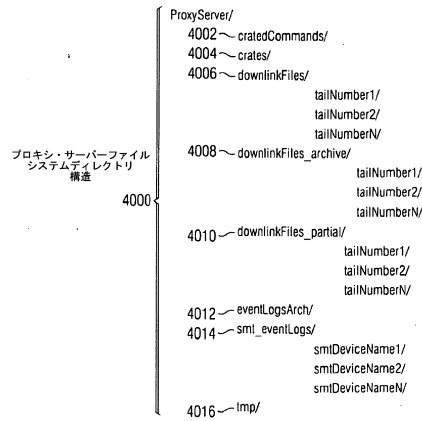 ProxyServer/
4002 cratedCommands/
4004 crates/
4006 downlinkFiles/
tailNumber1/
tailNumber2/
tailNumberN/
プロキシ・サーバーファイル
システムディレクトリ
構造
4000
4008 downlinkFiles_archive/
tailNumber1/
tailNumber2/
tailNumberN/
4010 downlinkFiles_partial/
tailNumber1/
tailNumber2/
tailNumberN/
4012 eventLogsArch/
4014 smt_eventLogs/
smtDeviceName1/
smtDeviceName2/
smtDeviceNameN/
4016 tmp/